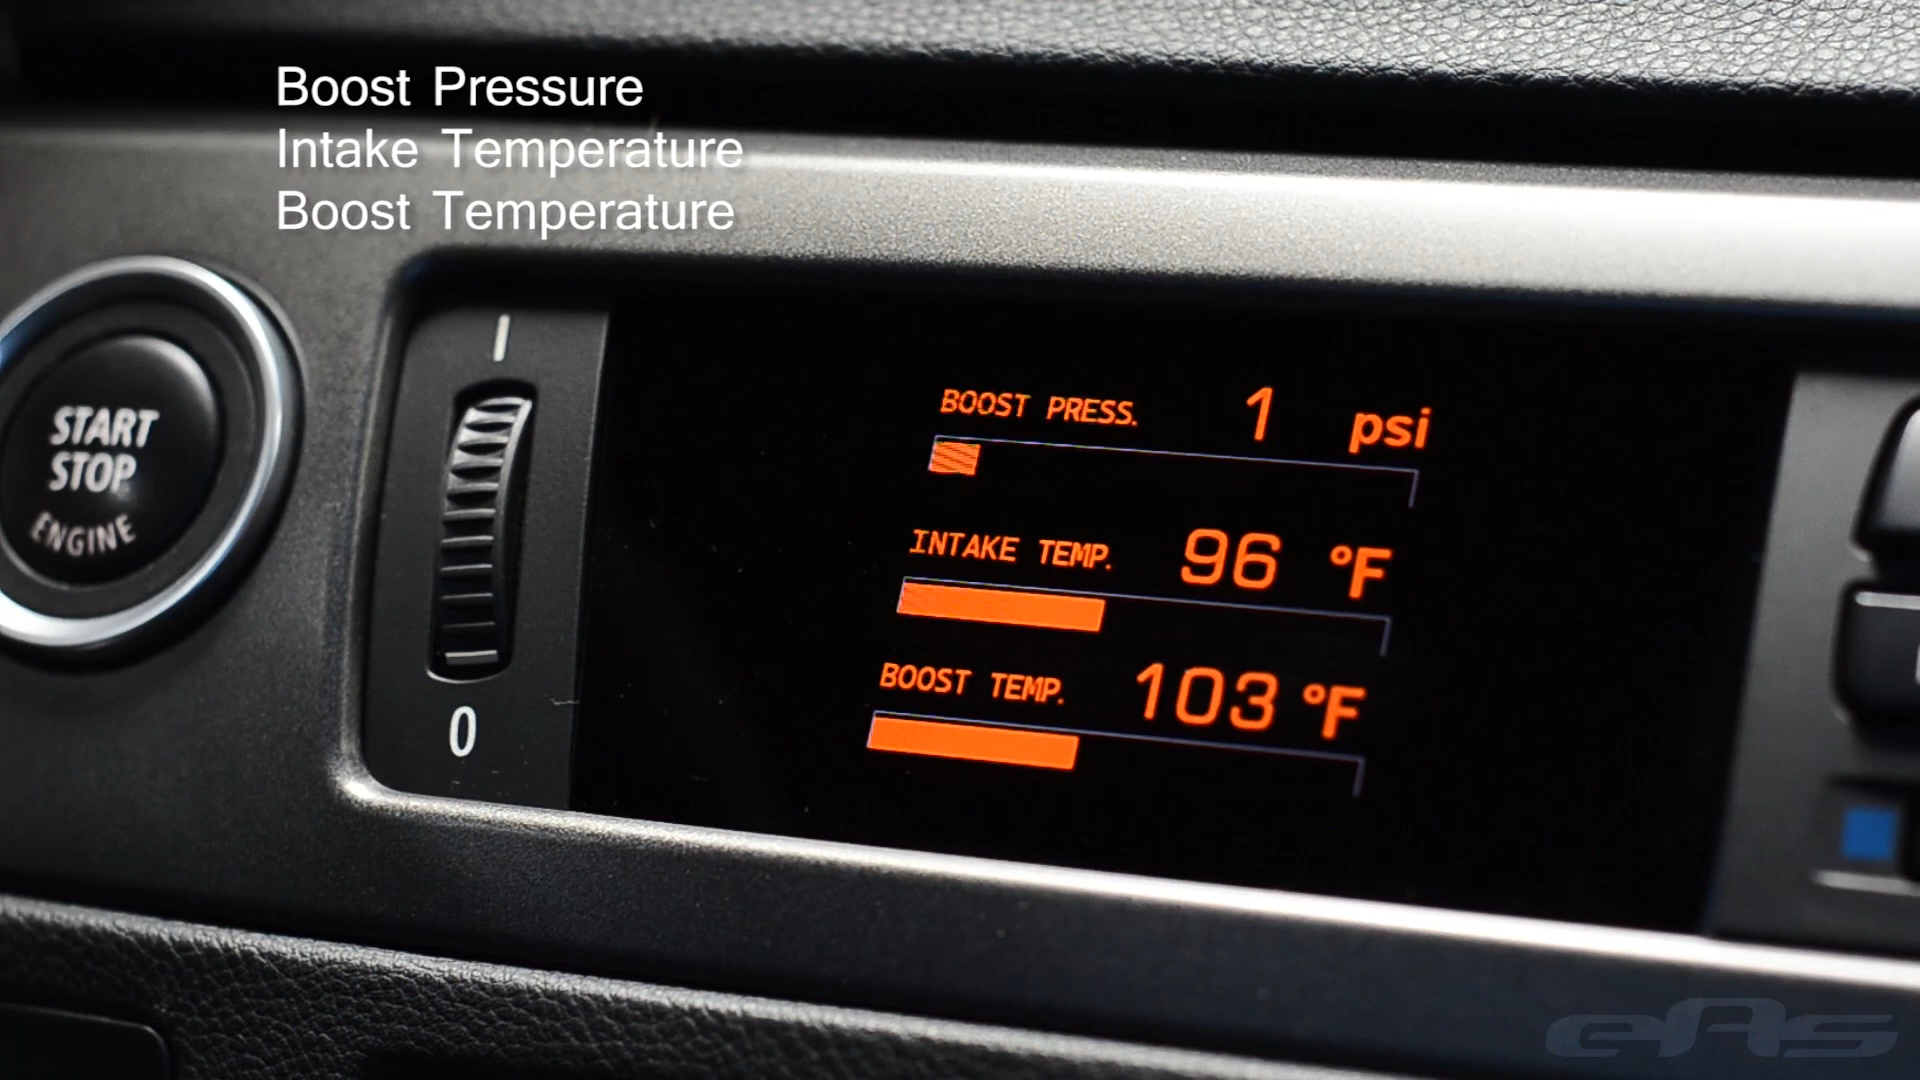 Boost Pressure
Intake Temperature
Boost Temperature
START
STOP
ENGINE
0
BOOST PRESS. 1 psi
INTAKE TEMP. 96 °F
BOOST TEMP. 103 °F
eAs